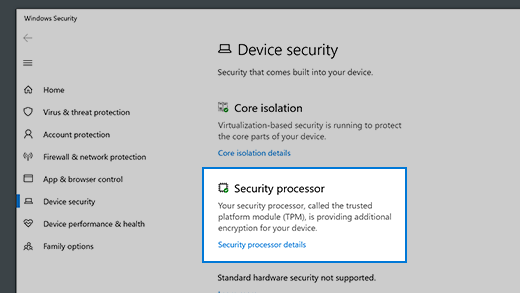 Windows Security
Device security
Security that comes built into your device.
Home
Virus & threat protection
Account protection
Firewall & network protection
App & browser control
Device security
Device performance & health
Family options
Core isolation
Virtualization-based security is running to protect
the core parts of your device.
Core isolation details
Security processor
Your security processor, called the trusted
platform module (TPM), is providing additional
encryption for your device.
Security processor details
Standard hardware security not supported.